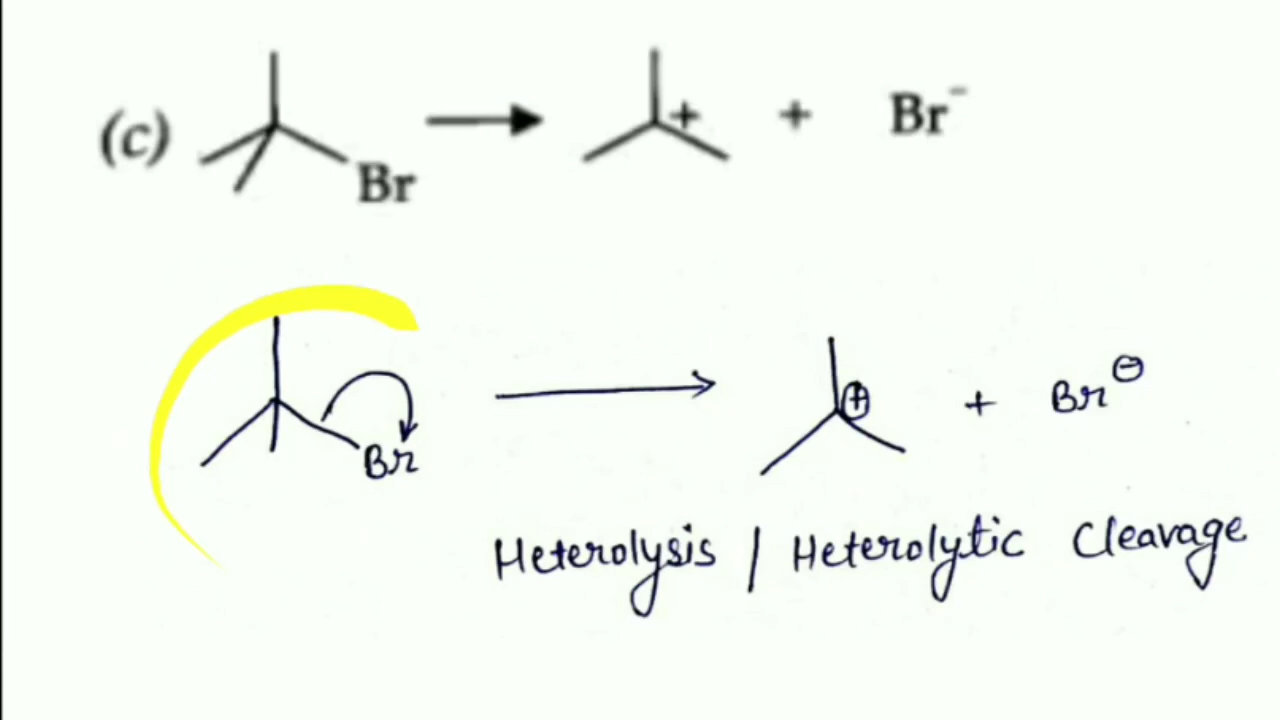 (c) Br + + Br⁻
Br ⊕ + Br⊖
Heterolysis / Heterolytic Cleavage